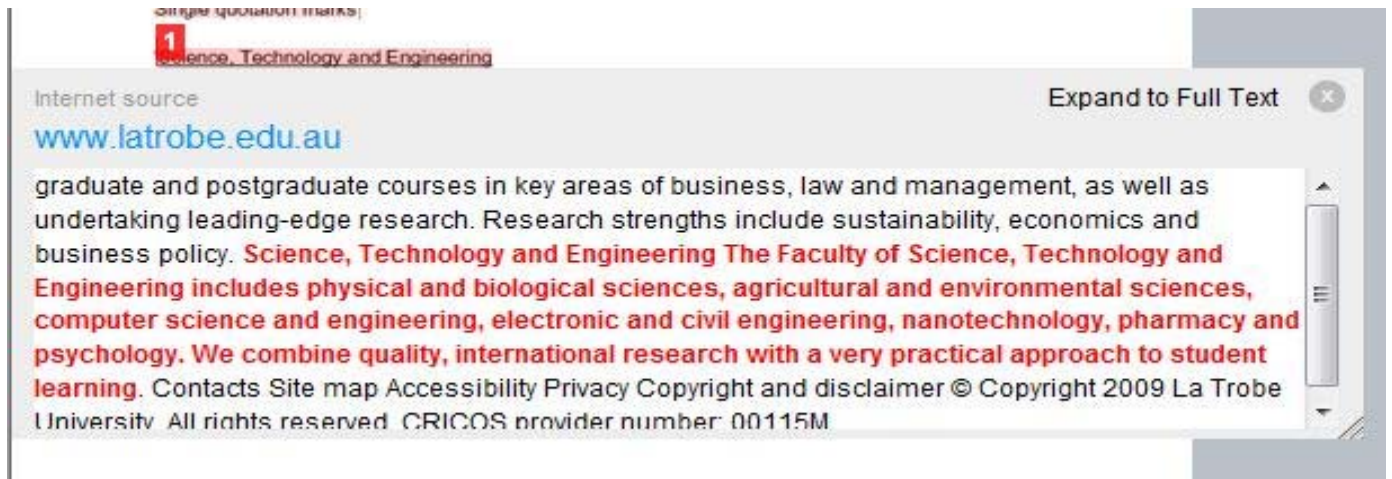 Single quotation marks
1
ience, Technology and Engineering
Internet source
Expand to Full Text
www.latrobe.edu.au
graduate and postgraduate courses in key areas of business, law and management, as well as
undertaking leading-edge research. Research strengths include sustainability, economics and
business policy. Science, Technology and Engineering The Faculty of Science, Technology and
Engineering includes physical and biological sciences, agricultural and environmental sciences,
computer science and engineering, electronic and civil engineering, nanotechnology, pharmacy and
psychology. We combine quality, international research with a very practical approach to student
learning. Contacts Site map Accessibility Privacy Copyright and disclaimer © Copyright 2009 La Trobe
University. All rights reserved. CRICOS provider number: 00115M